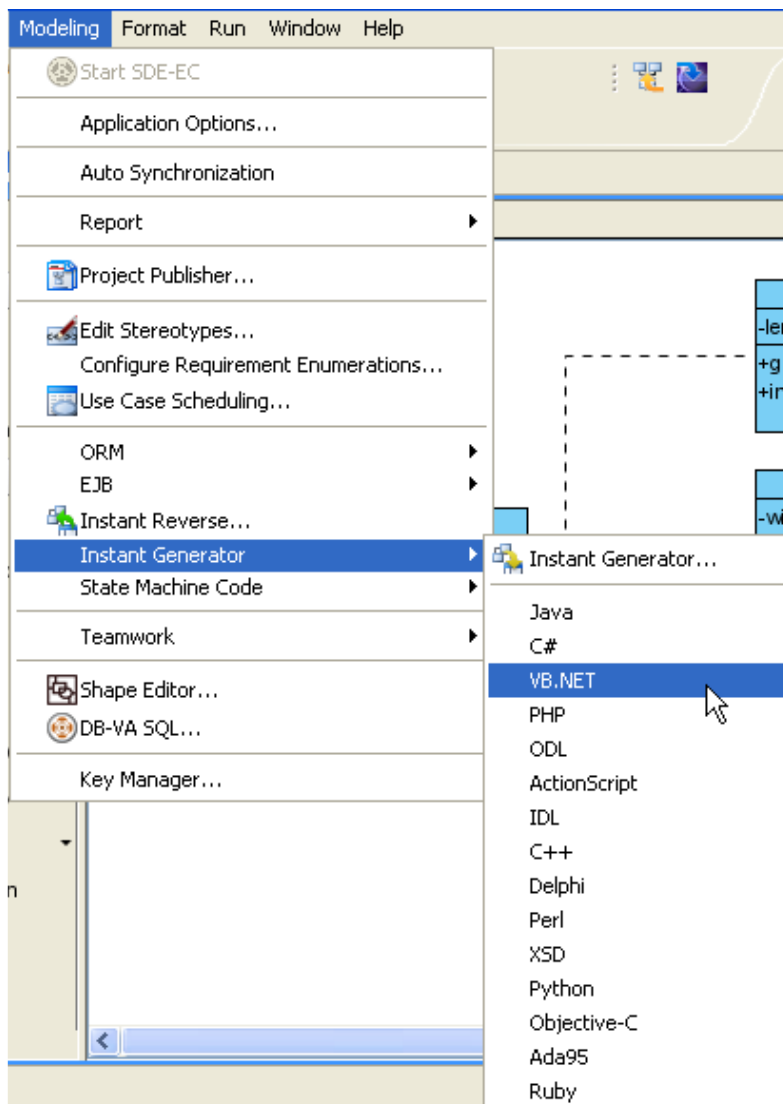 Modeling Format Run Window Help
Start SDE-EC
Application Options...
Auto Synchronization
Report
Project Publisher...
Edit Stereotypes...
Configure Requirement Enumerations...
Use Case Scheduling...
ORM
EJB
Instant Reverse...
Instant Generator
State Machine Code
Teamwork
Shape Editor...
DB-VA SQL...
Key Manager...
Instant Generator...
Java
C#
VB.NET
PHP
ODL
ActionScript
IDL
C++
Delphi
Perl
XSD
Python
Objective-C
Ada95
Ruby